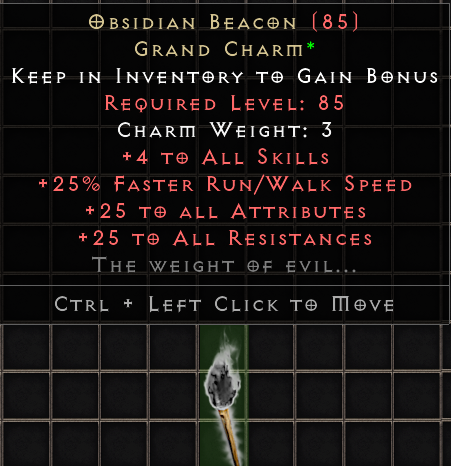 Obsidian Beacon (85)
Grand Charm*
Keep in Inventory to Gain Bonus
Required Level: 85
Charm Weight: 3
+4 to All Skills
+25% Faster Run/Walk Speed
+25 to all Attributes
+25 to All Resistances
The weight of evil...
Ctrl + Left Click to Move